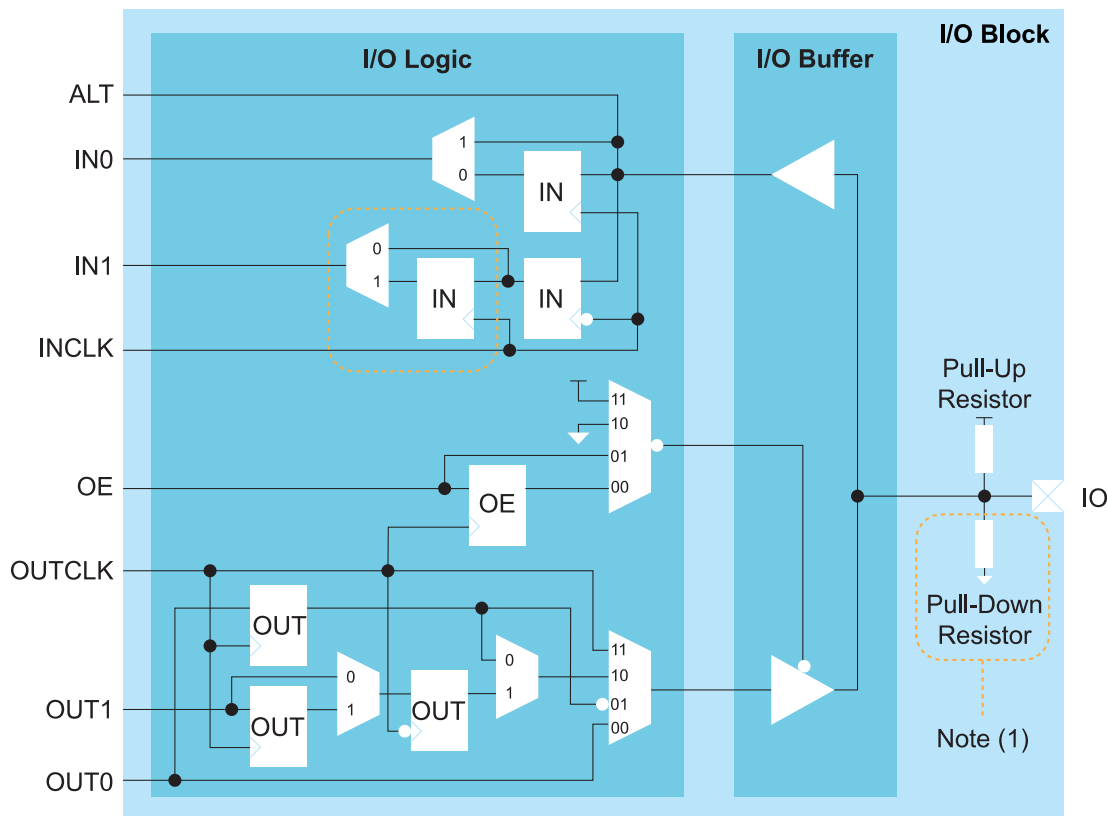 I/O Block
I/O Logic
I/O Buffer
ALT
1
IN0
0
IN
0
IN1
1
IN
IN
INCLK
Pull-Up
Resistor
11
10
01
OE
00
OE
IO
OUTCLK
OUT
Pull-Down
Resistor
11
0
10
0
1
01
OUT1
1
OUT
OUT
00
Note (1)
OUT0